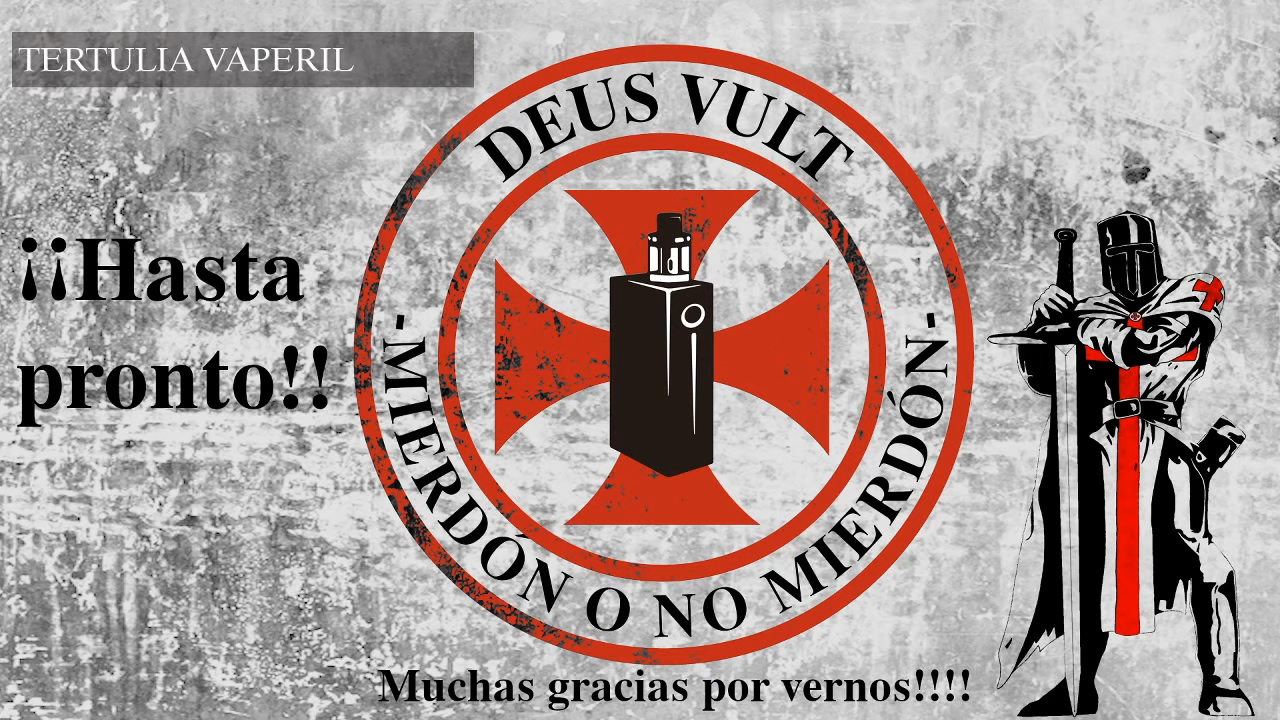 TERTULIA VAPERIL
DEUS VULT
¡¡Hasta
pronto!!
-MIERDÓN O NO MIERDÓN-
Muchas gracias por vernos!!!!